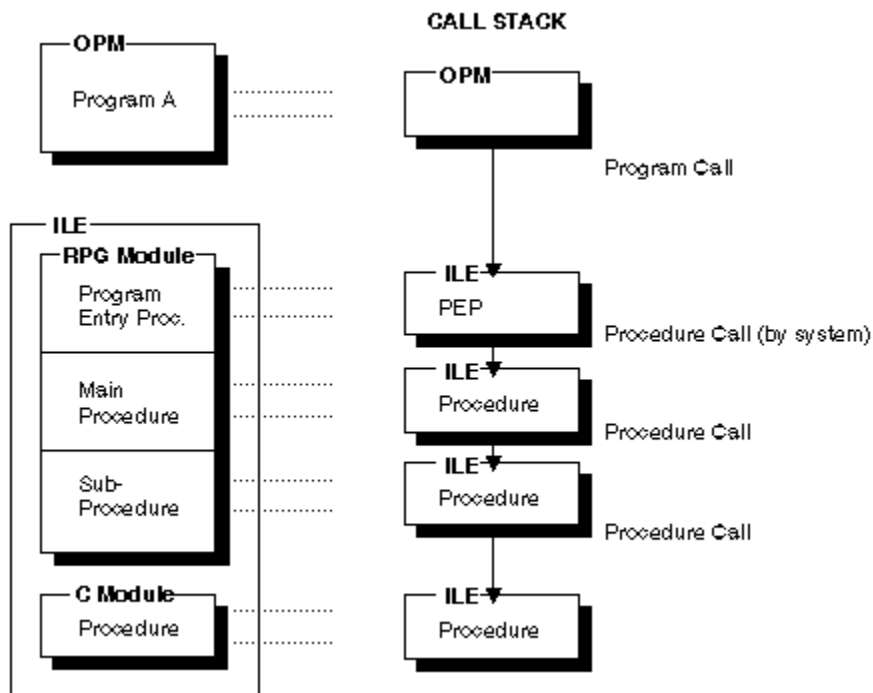 CALL STACK
OPM
Program A
OPM
Program Call
ILE
RPG Module
Program
Entry Proc.
ILE
PEP
Procedure Call (by system)
Main
Procedure
ILE
Procedure
Procedure Call
Sub-
Procedure
ILE
Procedure
Procedure Call
C Module
Procedure
ILE
Procedure